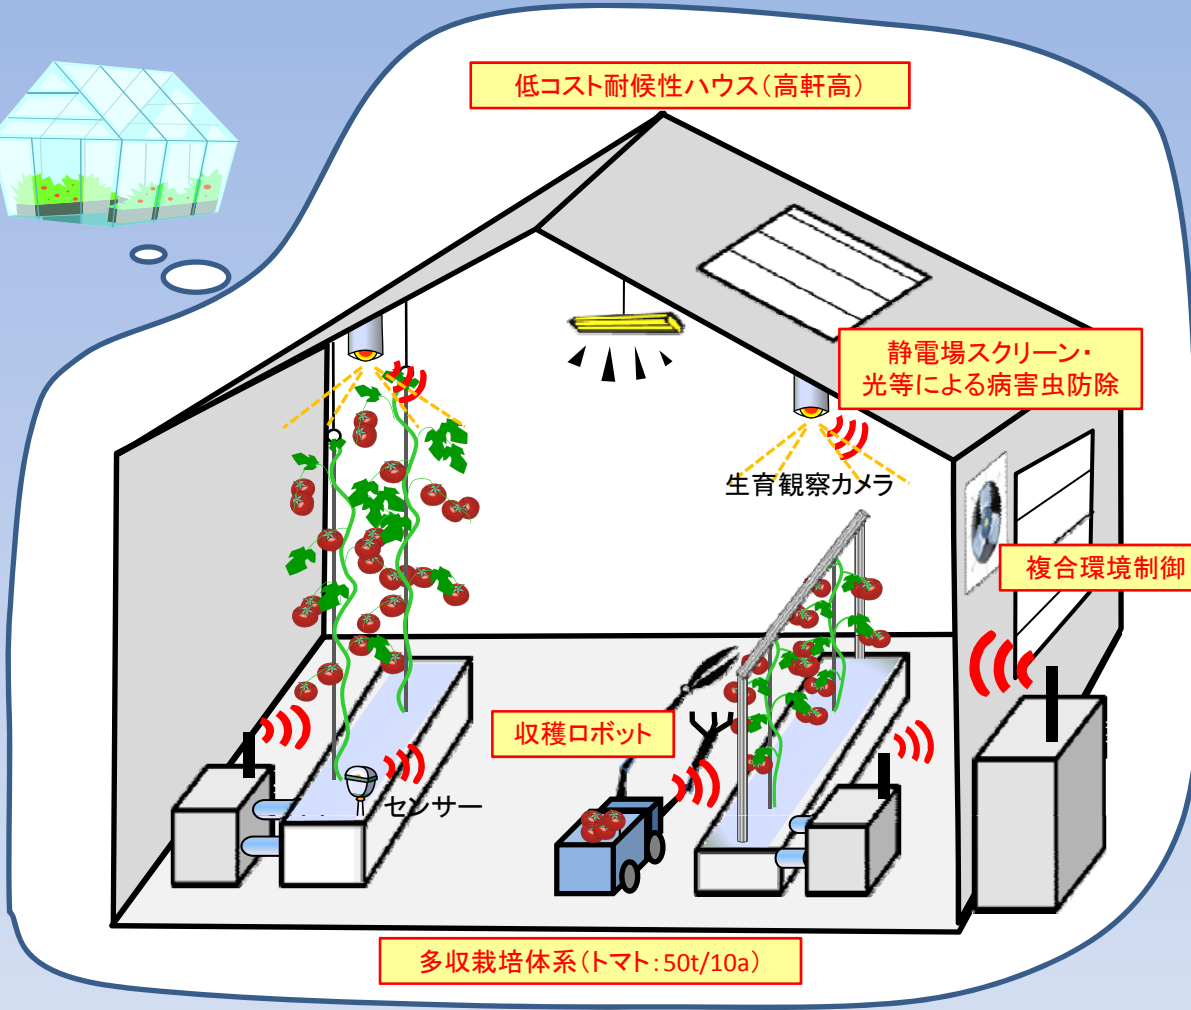 低コスト耐候性ハウス（高軒高）
静電場スクリーン・
光等による病害虫防除
生育観察カメラ
複合環境制御
収穫ロボット
センサー
多収栽培体系（トマト：50t/10a）